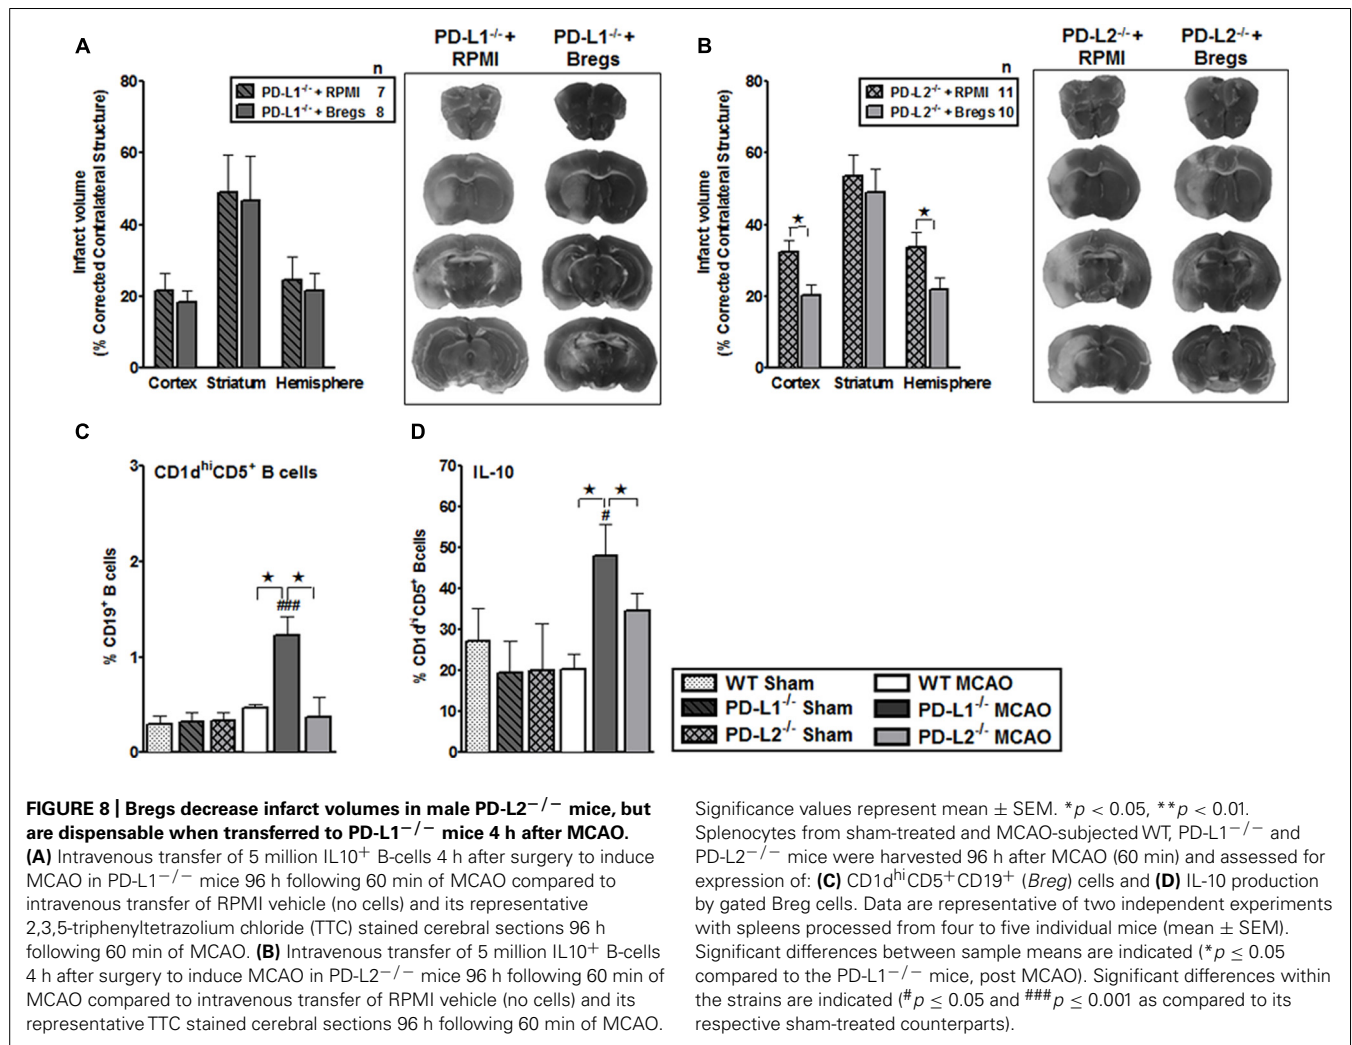 A
PD-L1-/- + RPMI
PD-L1-/- + Bregs
n
PD-L1-/- + RPMI 7
PD-L1-/- + Bregs 8
Infarct volume
(% Corrected Contralateral Structure)
80
60
40
20
0
Cortex Striatum Hemisphere
B
PD-L2-/- + RPMI
PD-L2-/- + Bregs
n
PD-L2-/- + RPMI 11
PD-L2-/- + Bregs 10
Infarct volume
(% Corrected Contralateral Structure)
80
60
40
20
0
★
★
Cortex Striatum Hemisphere
C
CD1dhiCD5+ B cells
% CD19+ B cells
3
2
1
0
★ ★
###
D
IL-10
% CD1dhiCD5+ Bcells
70
60
50
40
30
20
10
0
★ ★
#
WT Sham
PD-L1-/- Sham
PD-L2-/- Sham
WT MCAO
PD-L1-/- MCAO
PD-L2-/- MCAO
FIGURE 8 | Bregs decrease infarct volumes in male PD-L2−/− mice, but
are dispensable when transferred to PD-L1−/− mice 4 h after MCAO.
(A) Intravenous transfer of 5 million IL10+ B-cells 4 h after surgery to induce
MCAO in PD-L1−/− mice 96 h following 60 min of MCAO compared to
intravenous transfer of RPMI vehicle (no cells) and its representative
2,3,5-triphenyltetrazolium chloride (TTC) stained cerebral sections 96 h
following 60 min of MCAO. (B) Intravenous transfer of 5 million IL10+ B-cells
4 h after surgery to induce MCAO in PD-L2−/− mice 96 h following 60 min of
MCAO compared to intravenous transfer of RPMI vehicle (no cells) and its
representative TTC stained cerebral sections 96 h following 60 min of MCAO.
Significance values represent mean ± SEM. *p < 0.05, **p < 0.01.
Splenocytes from sham-treated and MCAO-subjected WT, PD-L1−/− and
PD-L2−/− mice were harvested 96 h after MCAO (60 min) and assessed for
expression of: (C) CD1dhiCD5+CD19+ (Breg) cells and (D) IL-10 production
by gated Breg cells. Data are representative of two independent experiments
with spleens processed from four to five individual mice (mean ± SEM).
Significant differences between sample means are indicated (*p ≤ 0.05
compared to the PD-L1−/− mice, post MCAO). Significant differences within
the strains are indicated (#p ≤ 0.05 and ###p ≤ 0.001 as compared to its
respective sham-treated counterparts).